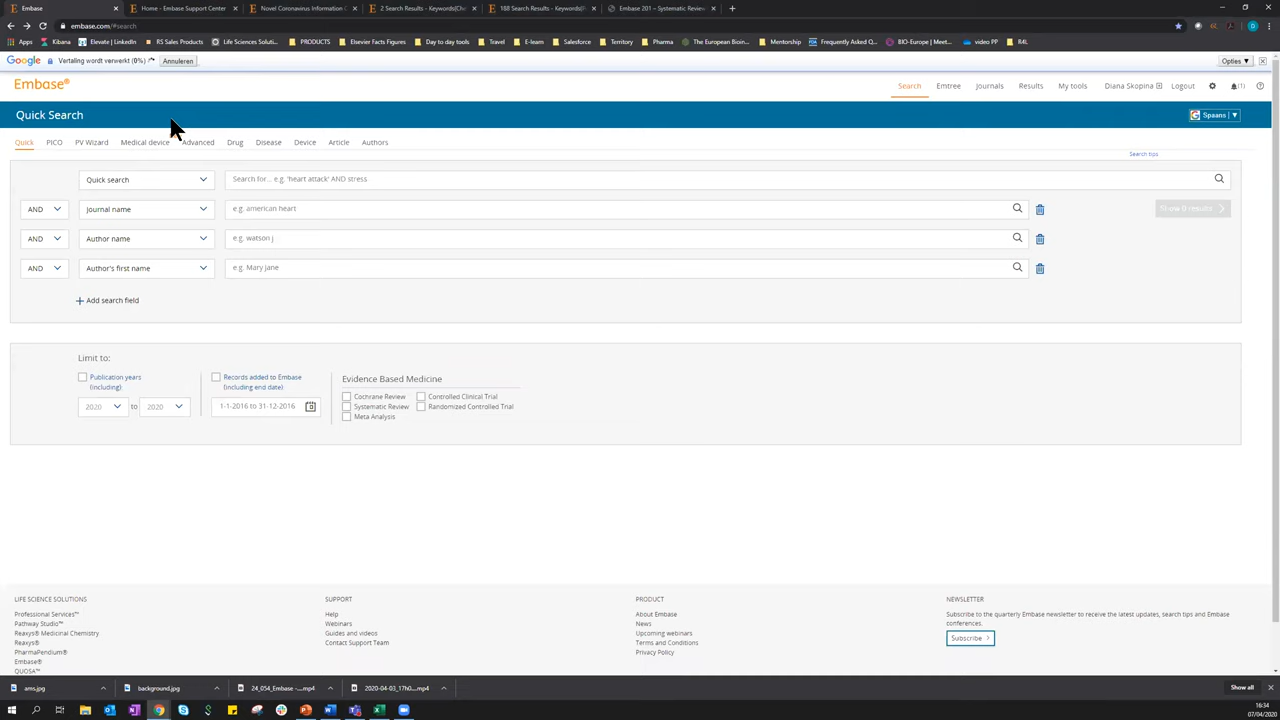 Embase
Home - Embase Support Center
Novel Coronavirus Information C
2 Search Results - Keywords(Che
188 Search Results - Keywords(R
Embase 201 – Systematic Review
embase.com/#search
Apps
Kibana
Elevate | LinkedIn
RS Sales Products
Life Sciences Soluti...
PRODUCTS
Elsevier Facts Figures
Day to day tools
Travel
E-learn
Salesforce
Territory
Pharma
The European Bioin...
Mentorship
Frequently Asked Q...
BIO-Europe | Meet...
video PP
R4L
Google
Vertaling wordt verwerkt (0%)
Annuleren
Opties ▼
Embase®
Search
Emtree
Journals
Results
My tools
Diana Skopina
Logout
(1)
Quick Search
Spaans
Quick
PICO
PV Wizard
Medical device
Advanced
Drug
Disease
Device
Article
Authors
Search tips
Quick search
Search for... e.g. 'heart attack' AND stress
AND
Journal name
e.g. american heart
results
AND
Author name
e.g. watson j
AND
Author's first name
e.g. Mary Jane
+ Add search field
Limit to:
Publication years
(including)
2020
to
2020
Records added to Embase
(including end date)
1-1-2016 to 31-12-2016
Evidence Based Medicine
Cochrane Review
Controlled Clinical Trial
Systematic Review
Randomized Controlled Trial
Meta Analysis
LIFE SCIENCE SOLUTIONS
Professional Services™
Pathway Studio™
Reaxys® Medicinal Chemistry
Reaxys®
PharmaPendium®
Embase®
QUOSA™
SUPPORT
Help
Webinars
Guides and videos
Contact Support Team
PRODUCT
About Embase
News
Upcoming webinars
Terms and Conditions
Privacy Policy
NEWSLETTER
Subscribe to the quarterly Embase newsletter to receive the latest updates, search tips and Embase
conferences.
Subscribe
ams.jpg
background.jpg
24_054_Embase -....mp4
2020-04-03_17h0....mp4
Show all
16:34
07/04/2020